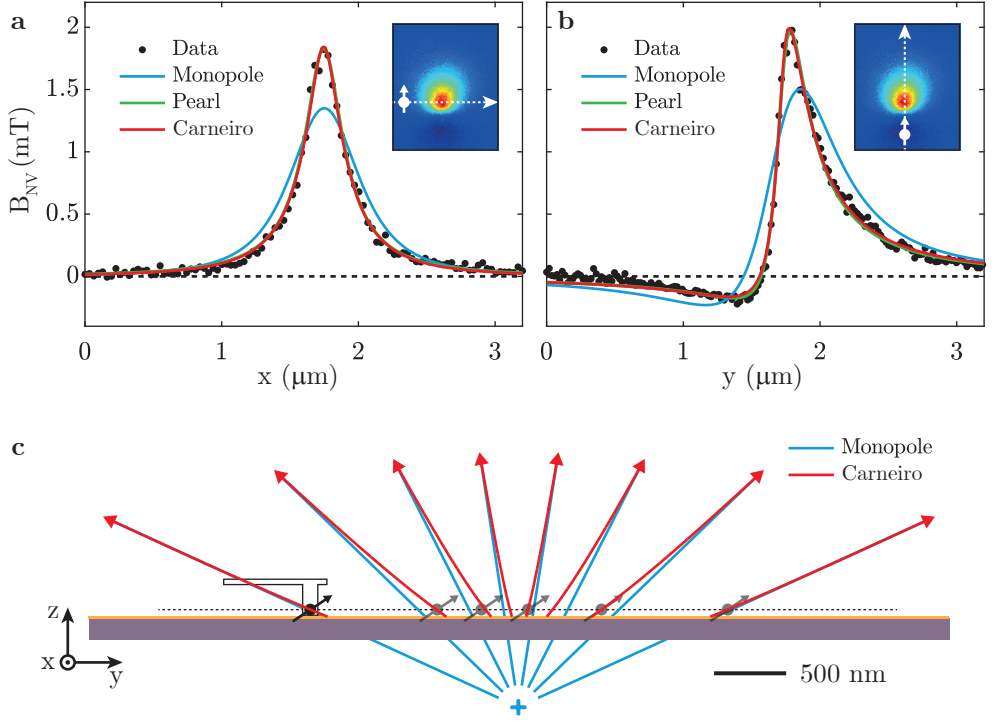 a
B_NV (mT)
2
1.5
1
0.5
0
Data
Monopole
Pearl
Carneiro
0 1 2 3
x (μm)
b
Data
Monopole
Pearl
Carneiro
0 1 2 3
y (μm)
c
Monopole
Carneiro
z
x
y
+
500 nm